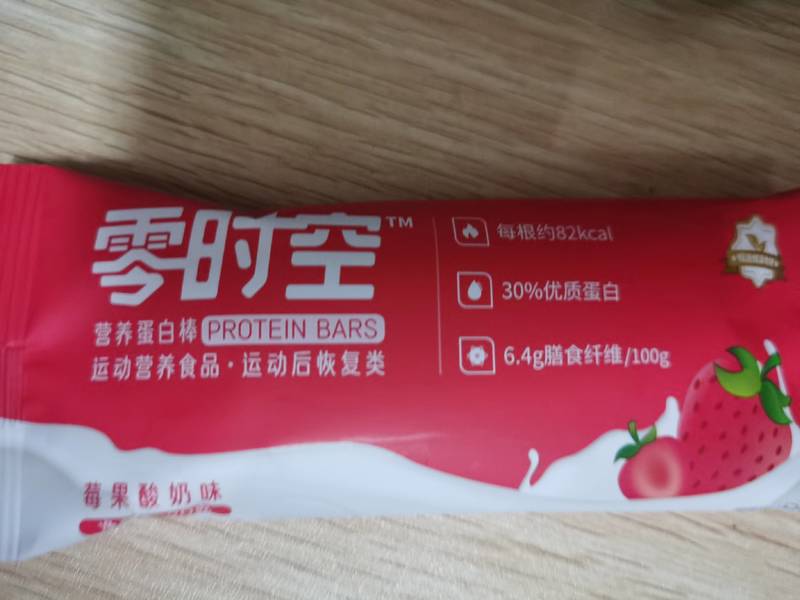 零时空™
营养蛋白棒 PROTEIN BARS
运动营养食品·运动后恢复类
每根约82kcal
30%优质蛋白
6.4g膳食纤维/100g
莓果酸奶味